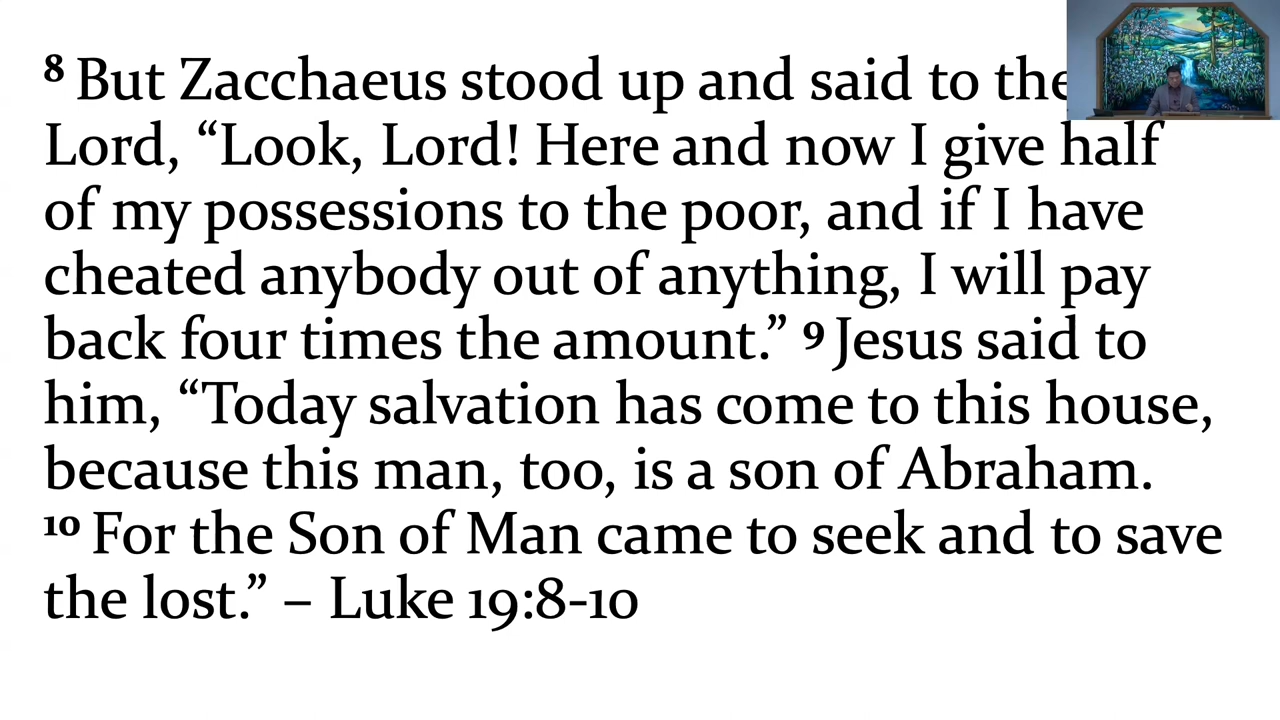 8 But Zacchaeus stood up and said to the
Lord, “Look, Lord! Here and now I give half
of my possessions to the poor, and if I have
cheated anybody out of anything, I will pay
back four times the amount.” 9 Jesus said to
him, “Today salvation has come to this house,
because this man, too, is a son of Abraham.
10 For the Son of Man came to seek and to save
the lost.” – Luke 19:8-10